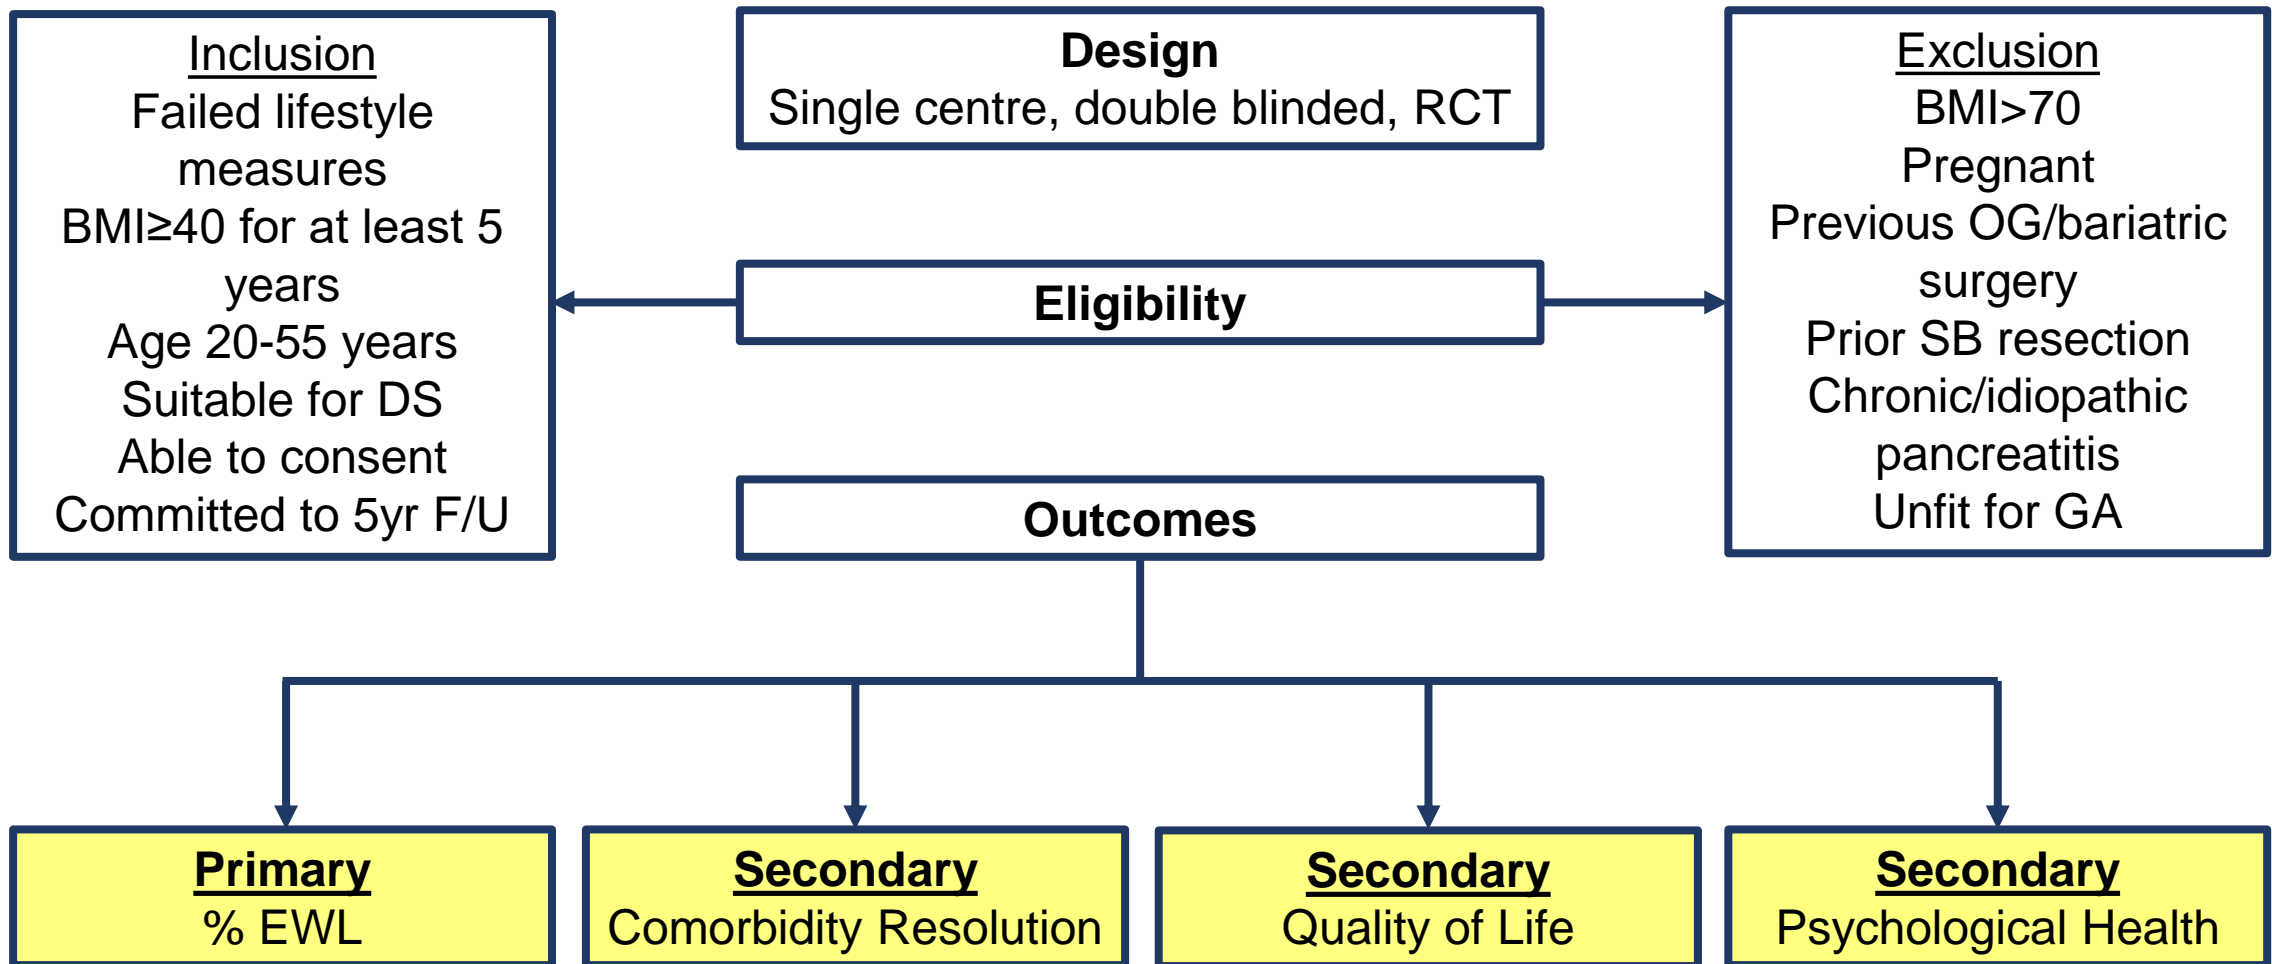 Inclusion
Failed lifestyle
measures
BMI≥40 for at least 5
years
Age 20-55 years
Suitable for DS
Able to consent
Committed to 5yr F/U
Design
Single centre, double blinded, RCT
Eligibility
Outcomes
Exclusion
BMI>70
Pregnant
Previous OG/bariatric
surgery
Prior SB resection
Chronic/idiopathic
pancreatitis
Unfit for GA
Primary
% EWL
Secondary
Comorbidity Resolution
Secondary
Quality of Life
Secondary
Psychological Health